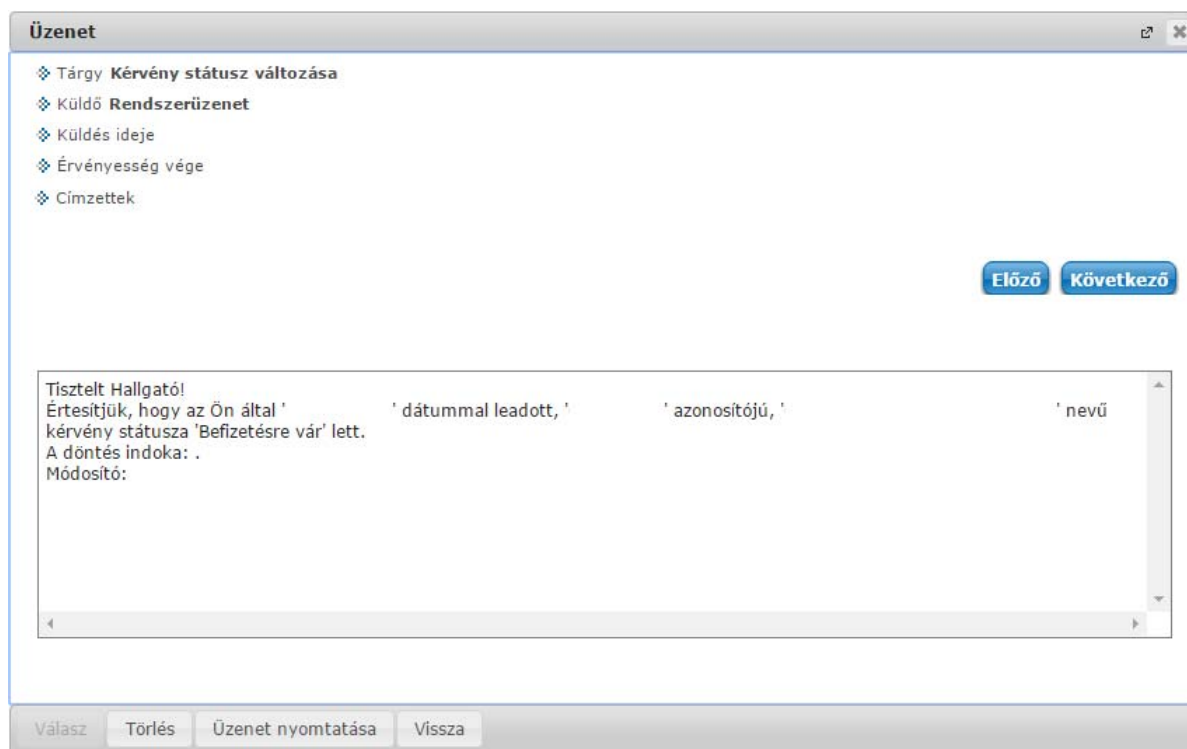 Üzenet
Tárgy Kérvény státusz változása
Küldő Rendszerüzenet
Küldés ideje
Érvényesség vége
Címzettek
Előző Következő
Tisztelt Hallgató!
Értesítjük, hogy az Ön által ' ' dátummal leadott, ' ' azonosítójú, ' ' nevű
kérvény státusza 'Befizetésre vár' lett.
A döntés indoka: .
Módosító:
Válasz Törlés Üzenet nyomtatása Vissza